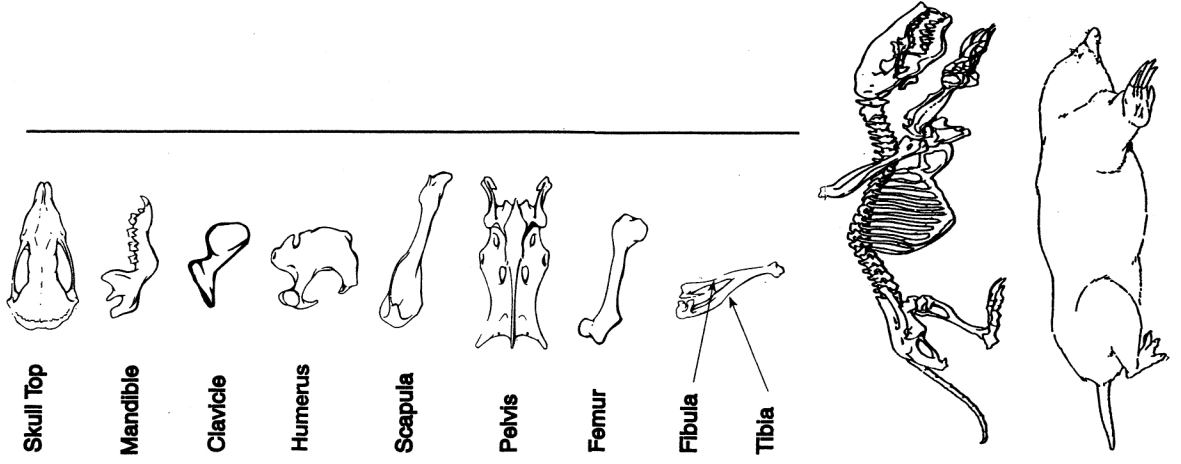 Skull Top
Mandible
Clavicle
Humerus
Scapula
Pelvis
Femur
Fibula
Tibia